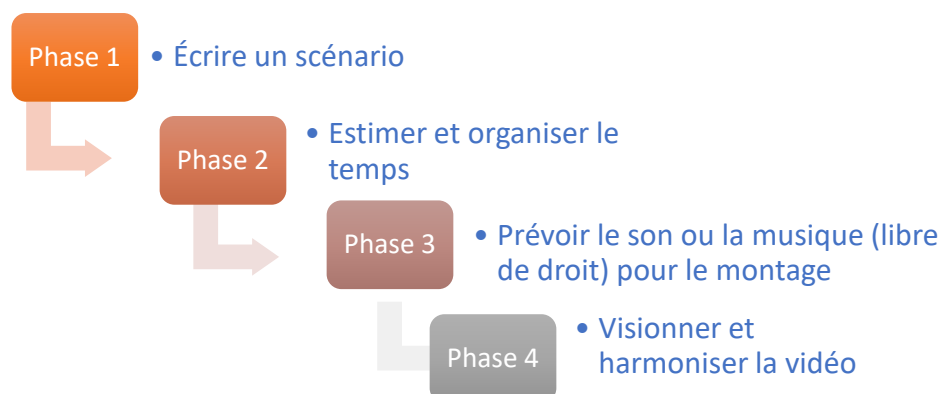 Phase 1
• Écrire un scénario
Phase 2
• Estimer et organiser le
temps
Phase 3
• Prévoir le son ou la musique (libre
de droit) pour le montage
Phase 4
• Visionner et
harmoniser la vidéo